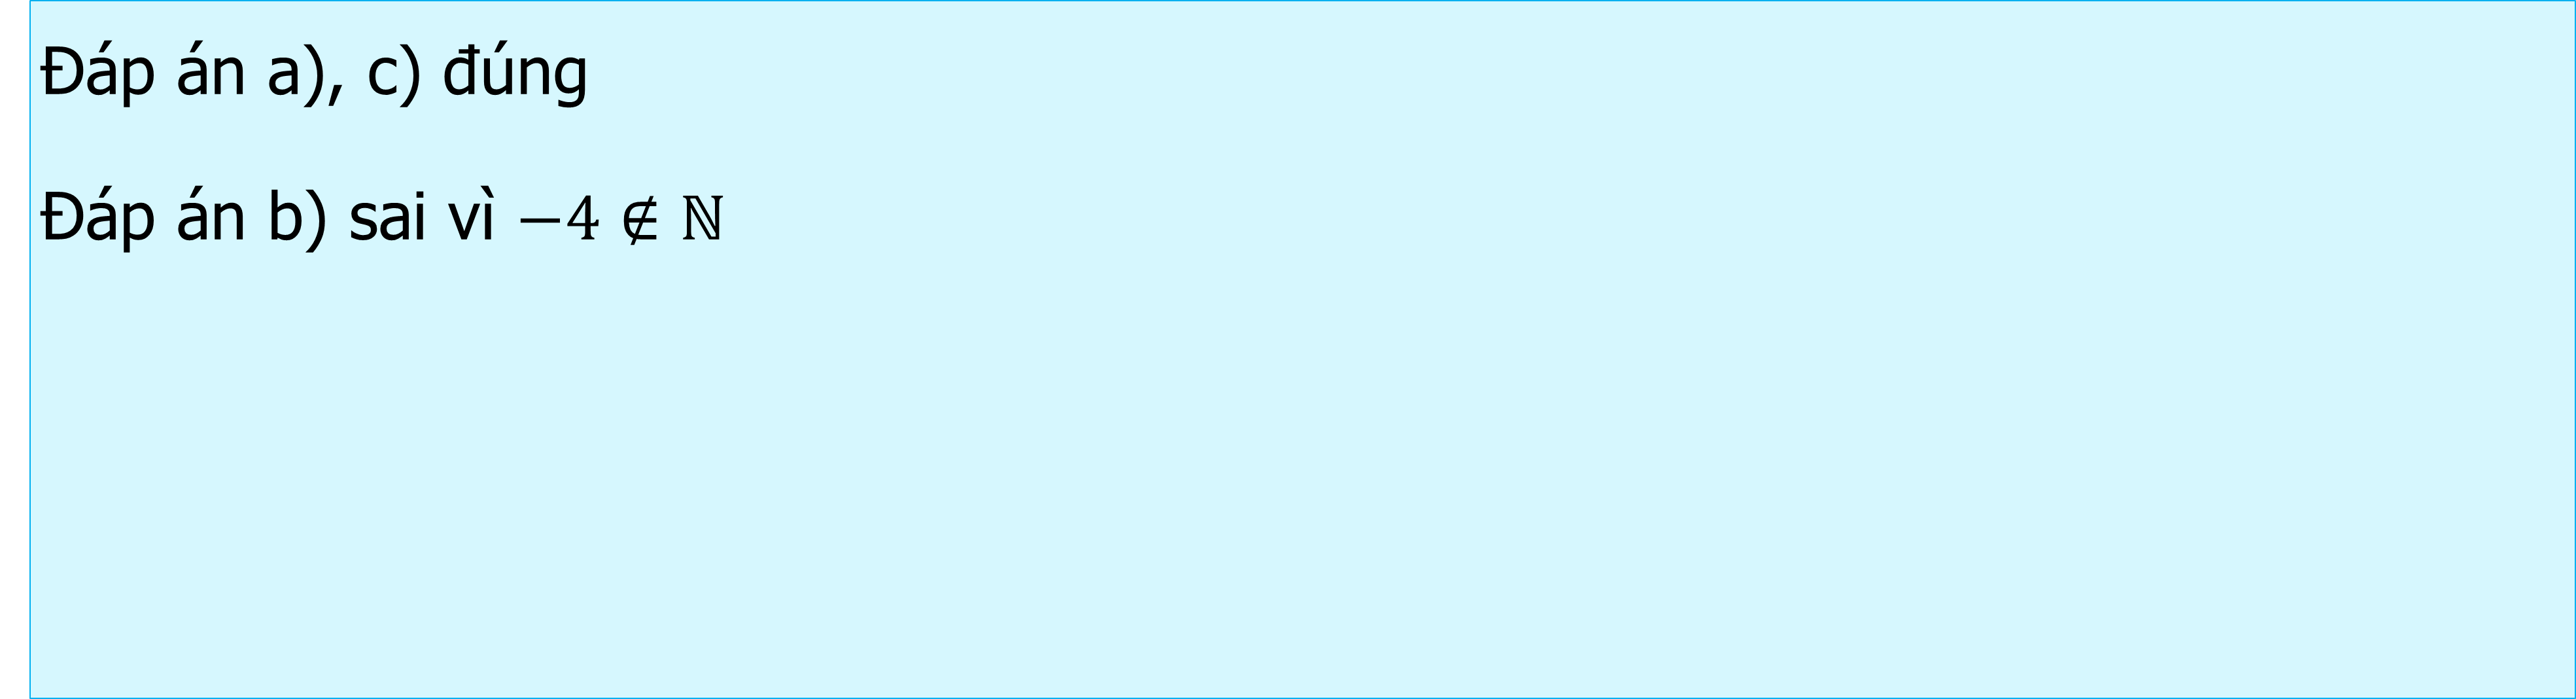 Đáp án a), c) đúng
Đáp án b) sai vì −4 ∉ ℕ